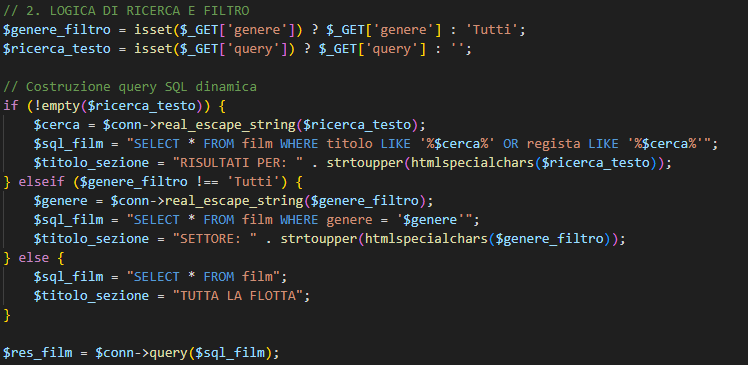 // 2. LOGICA DI RICERCA E FILTRO
$genere_filtro = isset($_GET['genere']) ? $_GET['genere'] : 'Tutti';
$ricerca_testo = isset($_GET['query']) ? $_GET['query'] : '';

// Costruzione query SQL dinamica
if (!empty($ricerca_testo)) {
    $cerca = $conn->real_escape_string($ricerca_testo);
    $sql_film = "SELECT * FROM film WHERE titolo LIKE '%$cerca%' OR regista LIKE '%$cerca%'";
    $titolo_sezione = "RISULTATI PER: " . strtoupper(htmlspecialchars($ricerca_testo));
} elseif ($genere_filtro !== 'Tutti') {
    $genere = $conn->real_escape_string($genere_filtro);
    $sql_film = "SELECT * FROM film WHERE genere = '$genere'";
    $titolo_sezione = "SETTORE: " . strtoupper(htmlspecialchars($genere_filtro));
} else {
    $sql_film = "SELECT * FROM film";
    $titolo_sezione = "TUTTA LA FLOTTA";
}

$res_film = $conn->query($sql_film);